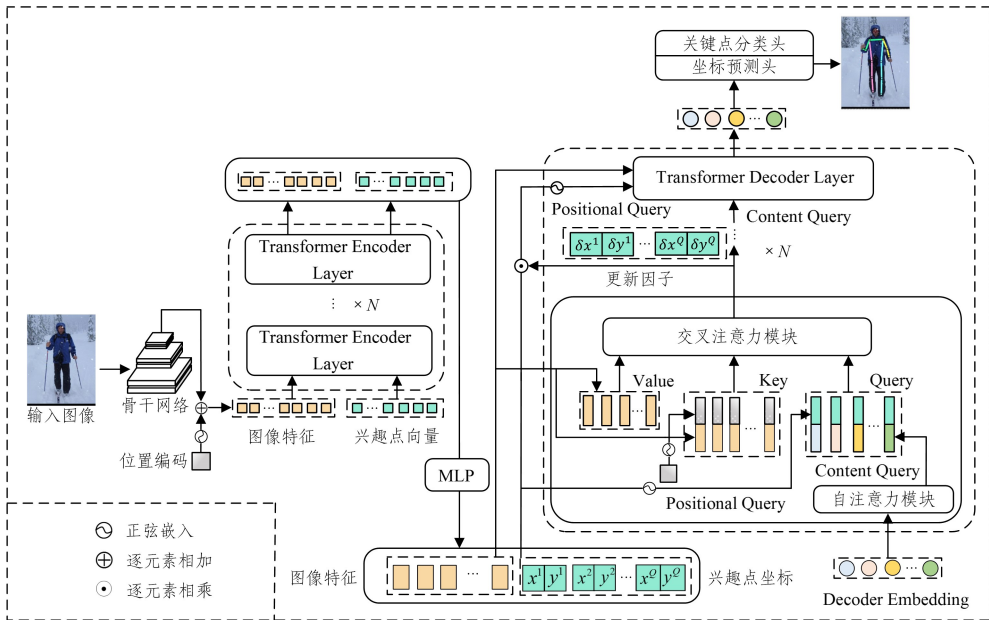 关键点分类头
坐标预测头
Transformer Decoder Layer
Positional Query
Content Query
δx¹ δy¹ ... δx^Q δy^Q
× N
更新因子
Transformer Encoder
Layer
⋮ × N
Transformer Encoder
Layer
交叉注意力模块
Value
Key
Query
输入图像
骨干网络
图像特征
兴趣点向量
位置编码
MLP
Positional Query
Content Query
自注意力模块
正弦嵌入
逐元素相加
逐元素相乘
图像特征
x¹ y¹ x² y² ... x^Q y^Q
兴趣点坐标
Decoder Embedding